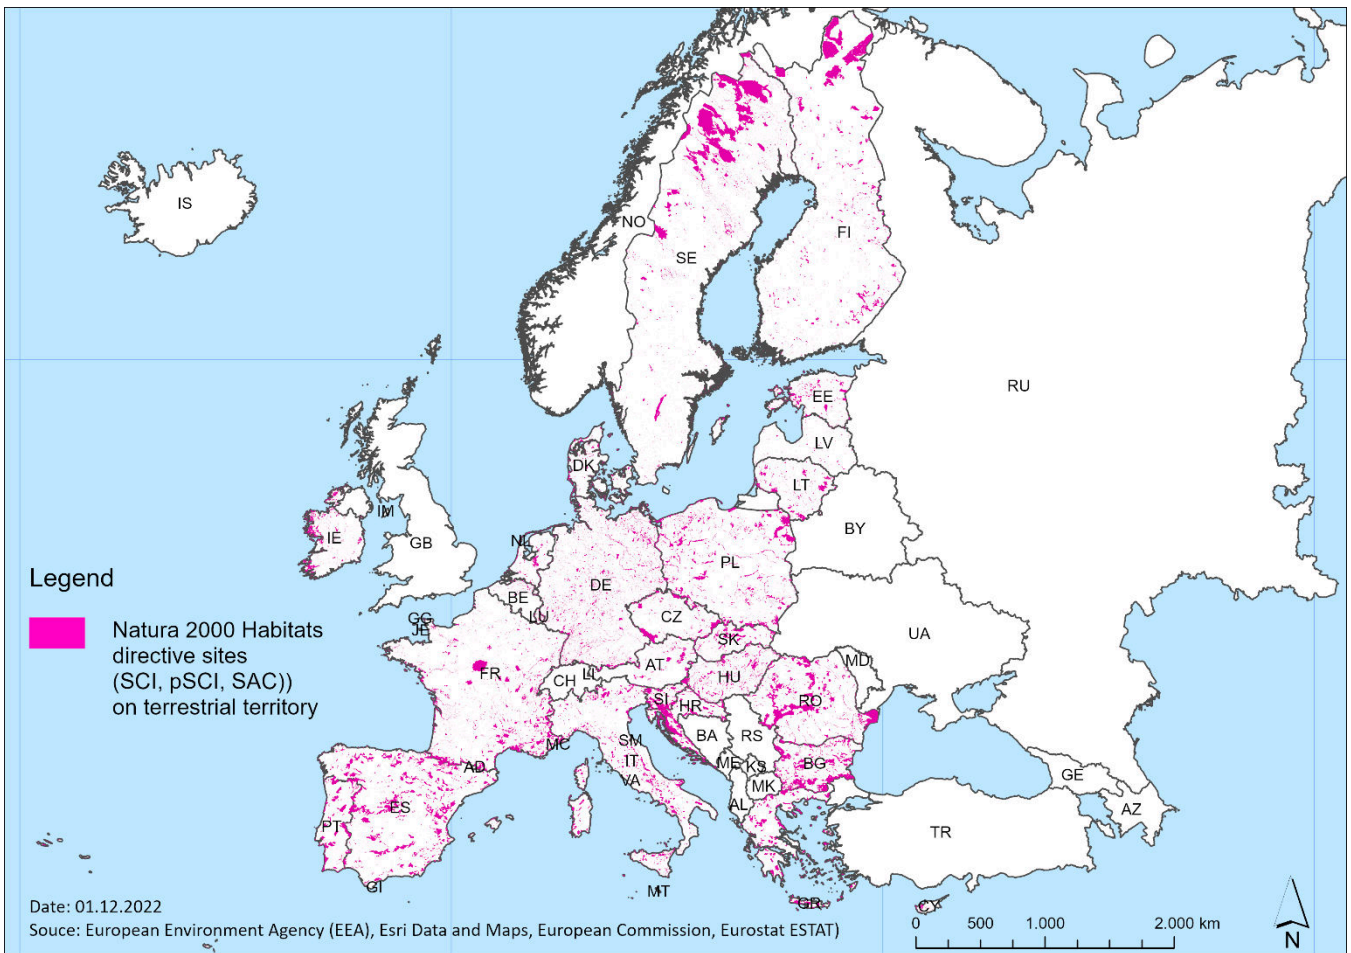 IS
NO
SE
FI
RU
EE
LV
LT
DK
BY
IM
IE
GB
NL
PL
DE
BE
LU
CZ
UA
GG
JE
SK
MD
AT
LI
CH
HU
FR
SI
HR
RO
BA
RS
SM
MC
IT
ME
KS
BG
AD
VA
MK
GE
ES
AL
AZ
PT
TR
GI
MT
GR
CY
Legend
Natura 2000 Habitats
directive sites
(SCI, pSCI, SAC))
on terrestrial territory
Date: 01.12.2022
Souce: European Environment Agency (EEA), Esri Data and Maps, European Commission, Eurostat ESTAT)
0 500 1.000 2.000 km
N